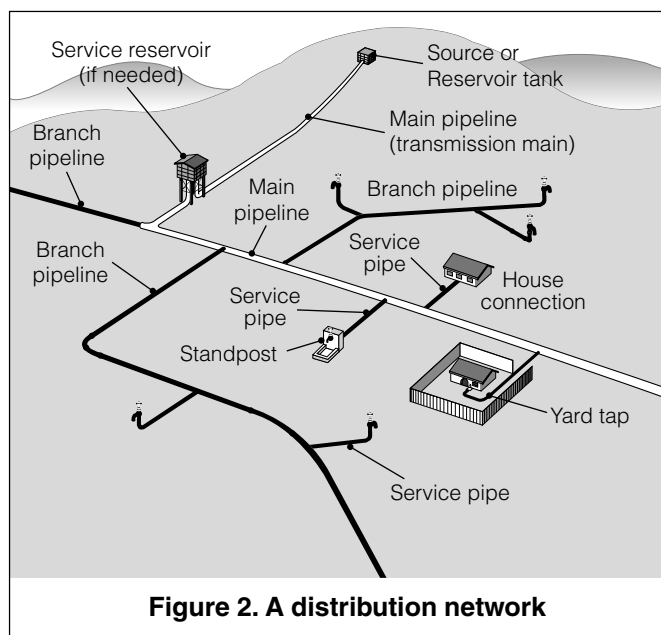 Service reservoir
(if needed)
Source or
Reservoir tank
Branch
pipeline
Main pipeline
(transmission main)
Main
pipeline
Branch pipeline
Branch
pipeline
Service
pipe
House
connection
Service
pipe
Standpost
Yard tap
Service pipe
Figure 2. A distribution network